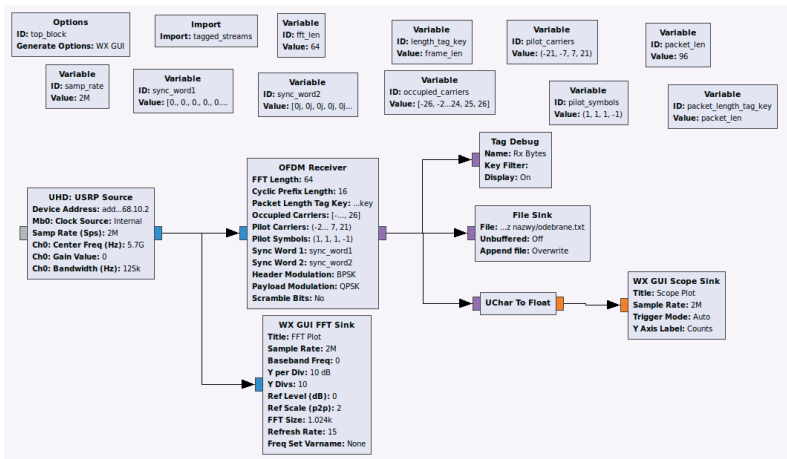 Options
ID: top_block
Generate Options: WX GUI
Import
Import: tagged_streams
Variable
ID: fft_len
Value: 64
Variable
ID: length_tag_key
Value: frame_len
Variable
ID: pilot_carriers
Value: (-21, -7, 7, 21)
Variable
ID: packet_len
Value: 96
Variable
ID: samp_rate
Value: 2M
Variable
ID: sync_word1
Value: [0., 0., 0., 0., 0....
Variable
ID: sync_word2
Value: [0j, 0j, 0j, 0j, 0j...
Variable
ID: occupied_carriers
Value: [-26, -2...24, 25, 26]
Variable
ID: pilot_symbols
Value: (1, 1, 1, -1)
Variable
ID: packet_length_tag_key
Value: packet_len
Tag Debug
Name: Rx Bytes
Key Filter:
Display: On
UHD: USRP Source
Device Address: add...68.10.2
Mb0: Clock Source: Internal
Samp Rate (Sps): 2M
Ch0: Center Freq (Hz): 5.7G
Ch0: Gain Value: 0
Ch0: Bandwidth (Hz): 125k
OFDM Receiver
FFT Length: 64
Cyclic Prefix Length: 16
Packet Length Tag Key: ...key
Occupied Carriers: [-..., 26]
Pilot Carriers: (-2... 7, 21)
Pilot Symbols: (1, 1, 1, -1)
Sync Word 1: sync_word1
Sync Word 2: sync_word2
Header Modulation: BPSK
Payload Modulation: QPSK
Scramble Bits: No
File Sink
File: ...z nazwy/odebrane.txt
Unbuffered: Off
Append file: Overwrite
UChar To Float
WX GUI Scope Sink
Title: Scope Plot
Sample Rate: 2M
Trigger Mode: Auto
Y Axis Label: Counts
WX GUI FFT Sink
Title: FFT Plot
Sample Rate: 2M
Baseband Freq: 0
Y per Div: 10 dB
Y Divs: 10
Ref Level (dB): 0
Ref Scale (p2p): 2
FFT Size: 1.024k
Refresh Rate: 15
Freq Set Varname: None